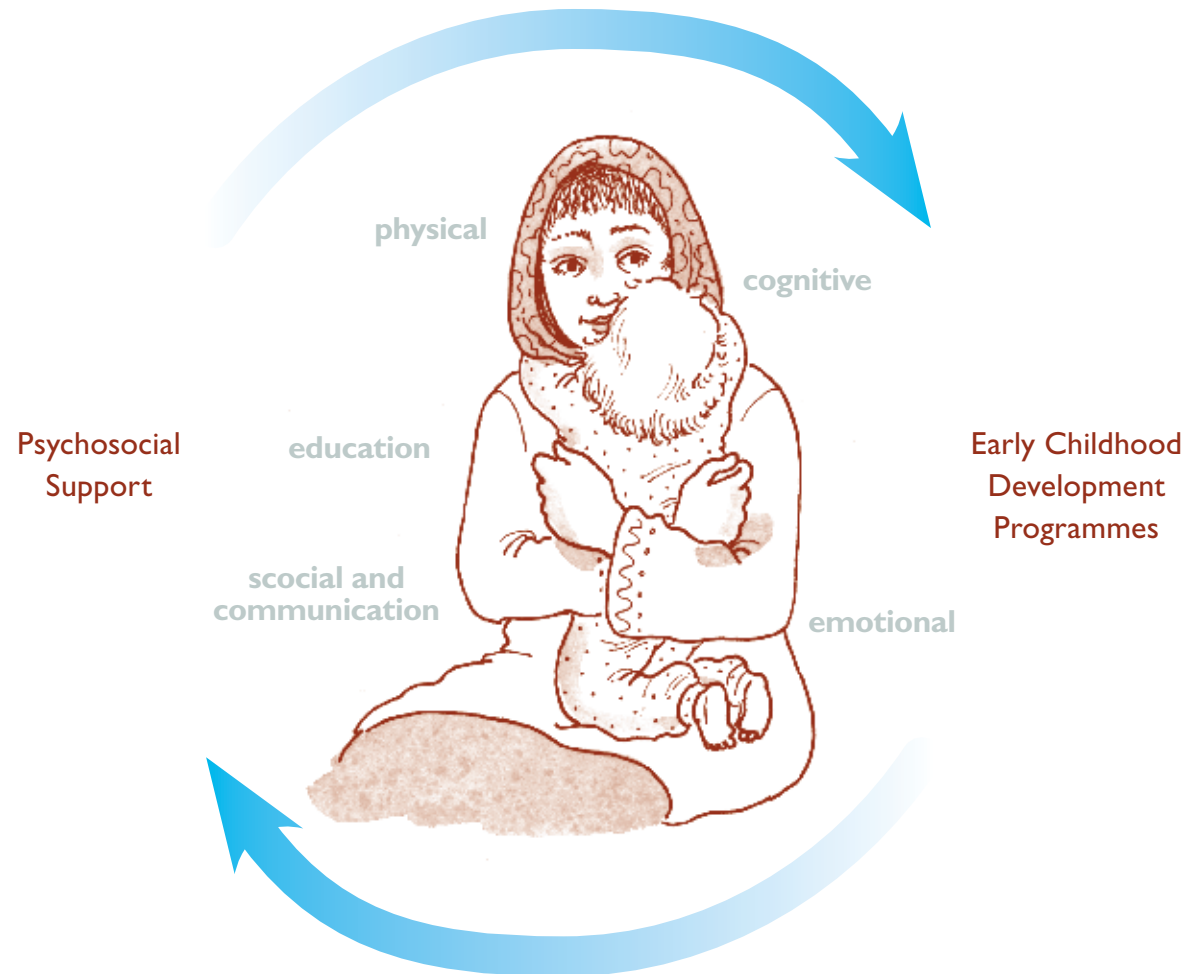 physical
cognitive
Psychosocial
Support
education
Early Childhood
Development
Programmes
scocial and
communication
emotional